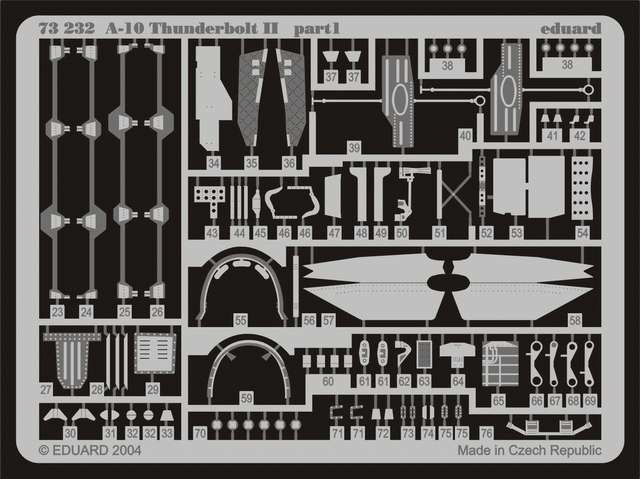 73 232 A-10 Thunderbolt II part1 eduard
37 37 38 38
34 35 36 39 40 41 42
43 44 45 46 46 47 48 49 50 51 52 53 54
23 24 25 26 55 56 57 58
27 28 29 59 60 61 61 62 63 64 65 66 67 68 69
30 31 32 32 33 70 71 71 72 73 74 75 75 76
© EDUARD 2004 Made in Czech Republic